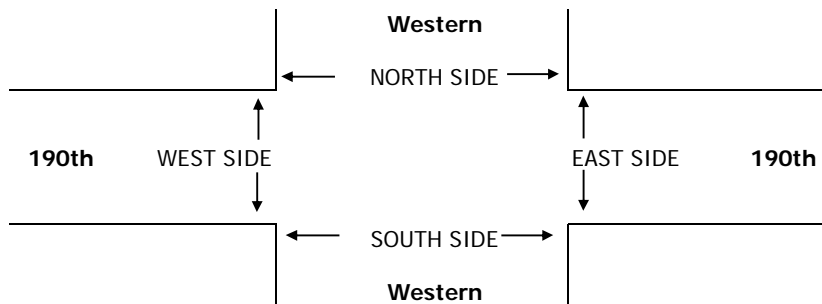 Western
NORTH SIDE
190th WEST SIDE EAST SIDE 190th
SOUTH SIDE
Western